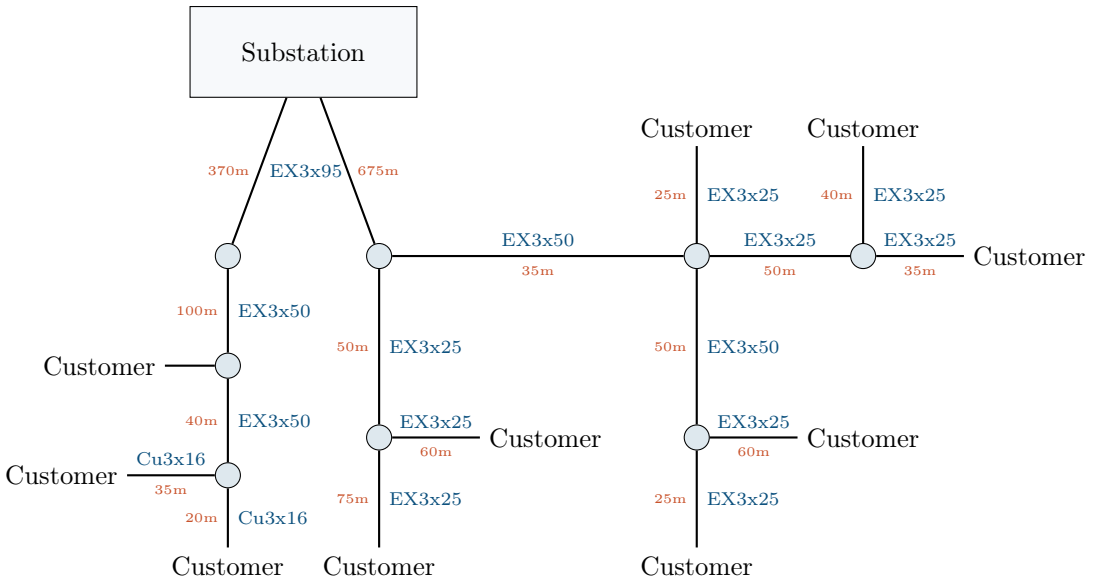 Substation
Customer
Customer
370m
EX3x95
675m
25m
EX3x25
40m
EX3x25
EX3x50
35m
EX3x25
50m
EX3x25
35m
Customer
100m
EX3x50
50m
EX3x25
50m
EX3x50
Customer
40m
EX3x50
EX3x25
60m
Customer
EX3x25
60m
Customer
Customer
Cu3x16
35m
20m
Cu3x16
75m
EX3x25
25m
EX3x25
Customer
Customer
Customer